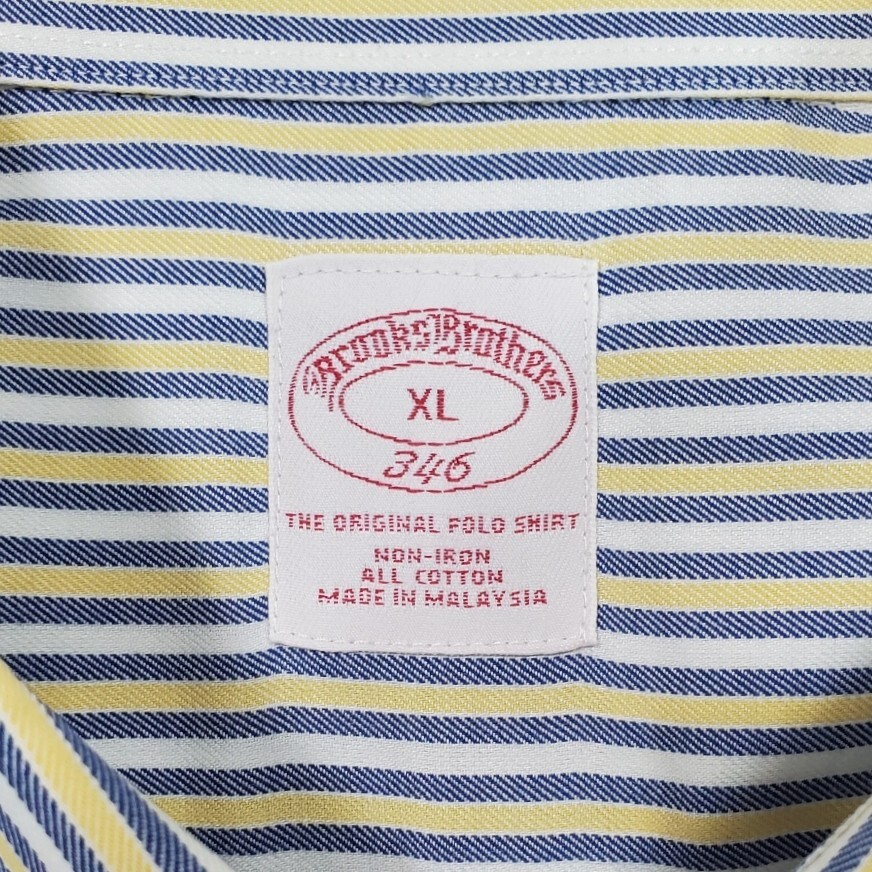 Brooks Brothers
XL
346
THE ORIGINAL POLO SHIRT
NON-IRON
ALL COTTON
MADE IN MALAYSIA